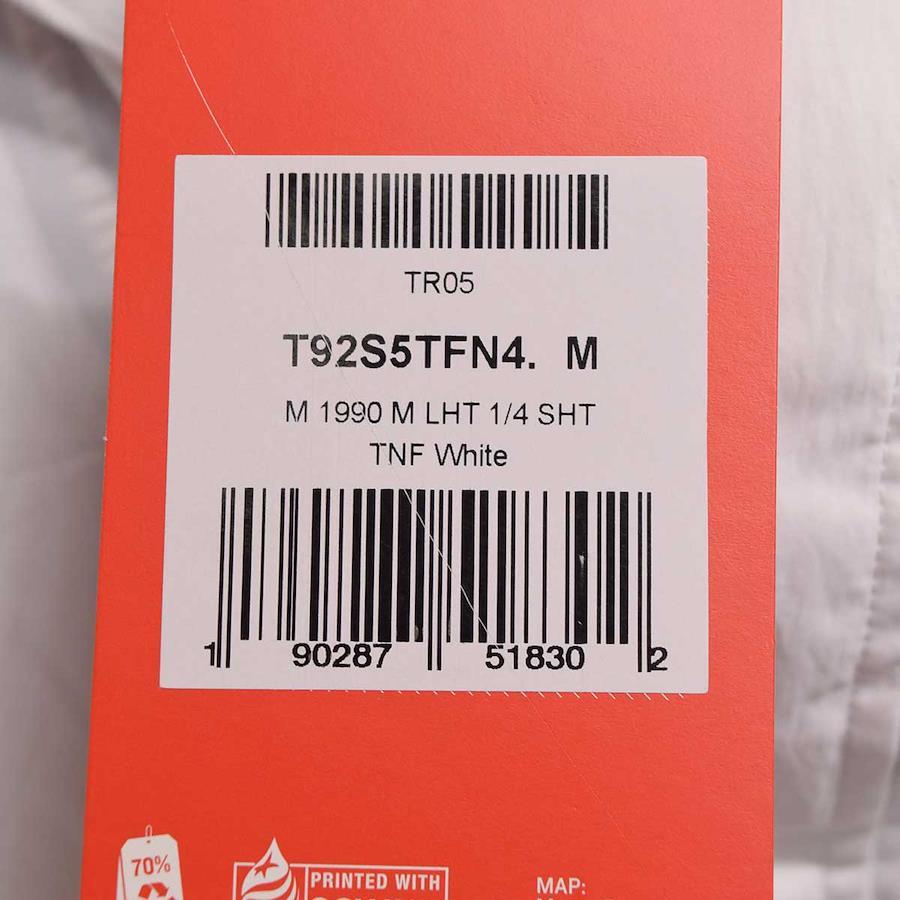 TR05
T92S5TFN4. M
M 1990 M LHT 1/4 SHT
TNF White
1 90287 51830 2
70%
PRINTED WITH
MAP: